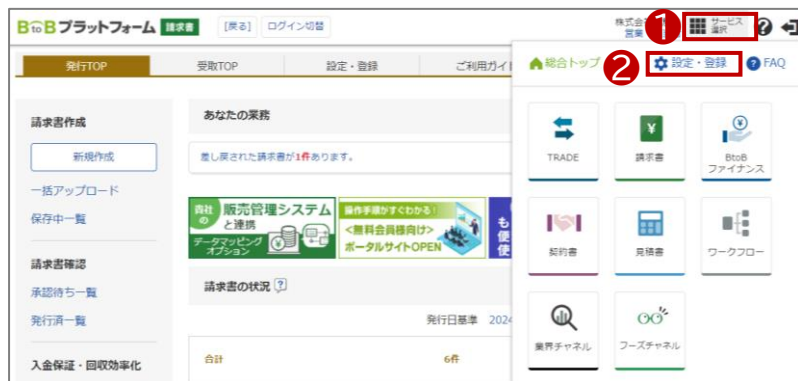 BtoBプラットフォーム 請求書 [戻る] ログイン切替
株式会
営業
1
サービス選択
?
発行TOP 受取TOP 設定・登録 ご利用ガイ
総合トップ 2 設定・登録 ? FAQ
請求書作成
新規作成
一括アップロード
保存中一覧
請求書確認
承認待ち一覧
発行済一覧
入金保証・回収効率化
あなたの業務
差し戻された請求書が1件あります。
貴社の 販売管理システムと連携
データマッピングオプション
操作手順がすぐわかる!
<無料会員様向け>
ポータルサイトOPEN
も
便
使
請求書の状況 ?
発行日基準 2024
合計 6件
TRADE
¥
請求書
¥
BtoB
ファイナンス
契約書
見積書
ワークフロー
業界チャネル
フーズチャネル